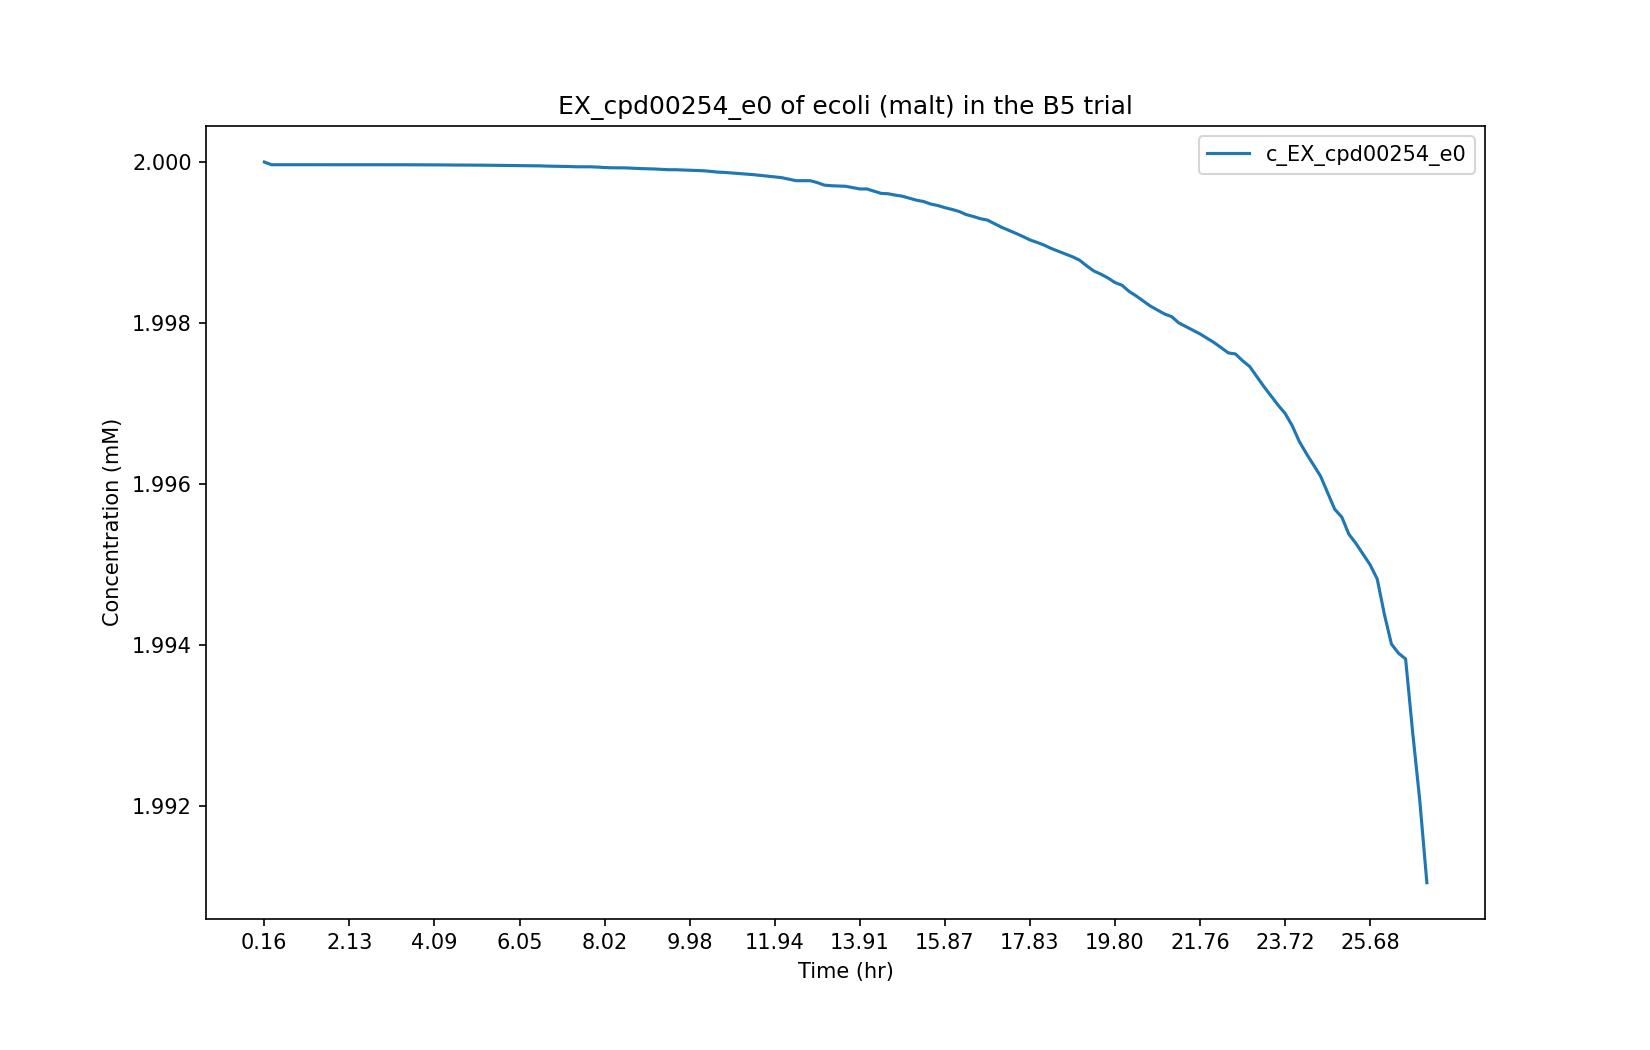 EX_cpd00254_e0 of ecoli (malt) in the B5 trial
c_EX_cpd00254_e0
2.000
1.998
1.996
1.994
1.992
Concentration (mM)
0.16 2.13 4.09 6.05 8.02 9.98 11.94 13.91 15.87 17.83 19.80 21.76 23.72 25.68
Time (hr)